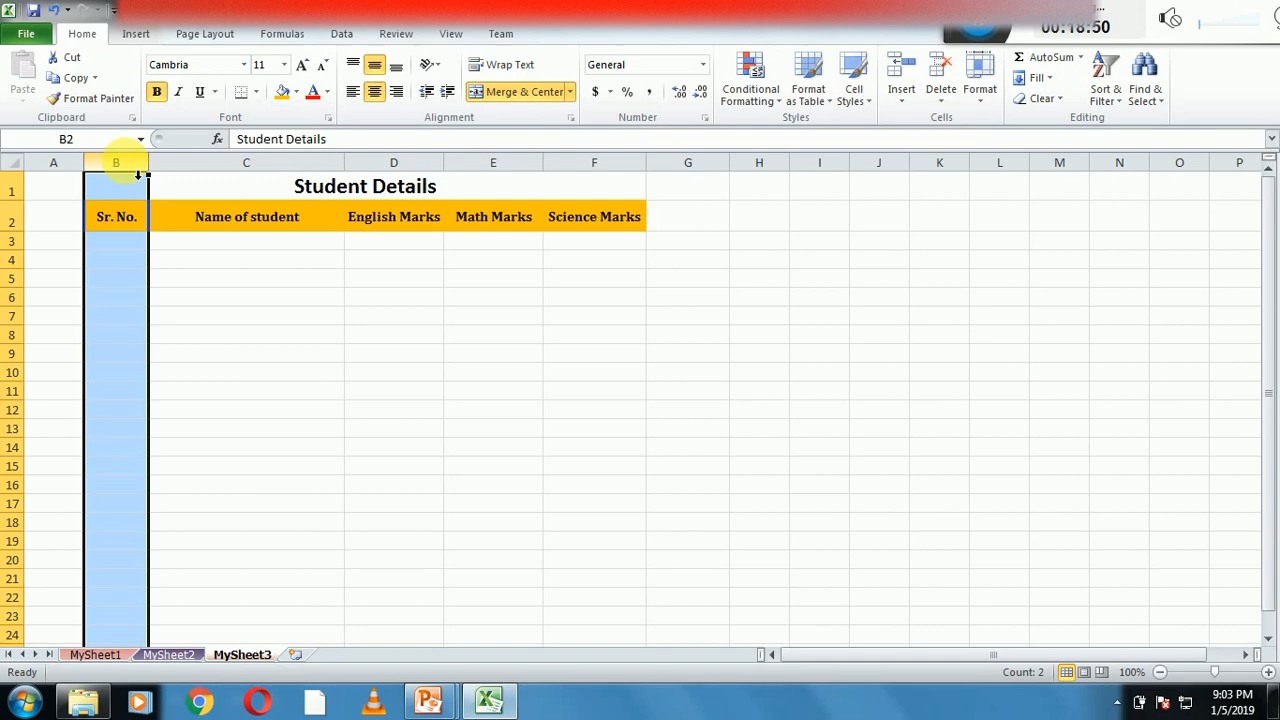 00:18:50
File Home Insert Page Layout Formulas Data Review View Team
Paste Cut Copy Format Painter Clipboard
Cambria 11 B I U A Font
Wrap Text Merge & Center Alignment
General $ % , Number
Conditional Formatting Format as Table Cell Styles Styles
Insert Delete Format Cells
Σ AutoSum Fill Clear Sort & Filter Find & Select Editing
B2 fx Student Details
A B C D E F G H I J K L M N O P
1 Student Details
2 Sr. No. Name of student English Marks Math Marks Science Marks
3
4
5
6
7
8
9
10
11
12
13
14
15
16
17
18
19
20
21
22
23
24
MySheet1 MySheet2 MySheet3
Ready Count: 2 100%
9:03 PM
1/5/2019